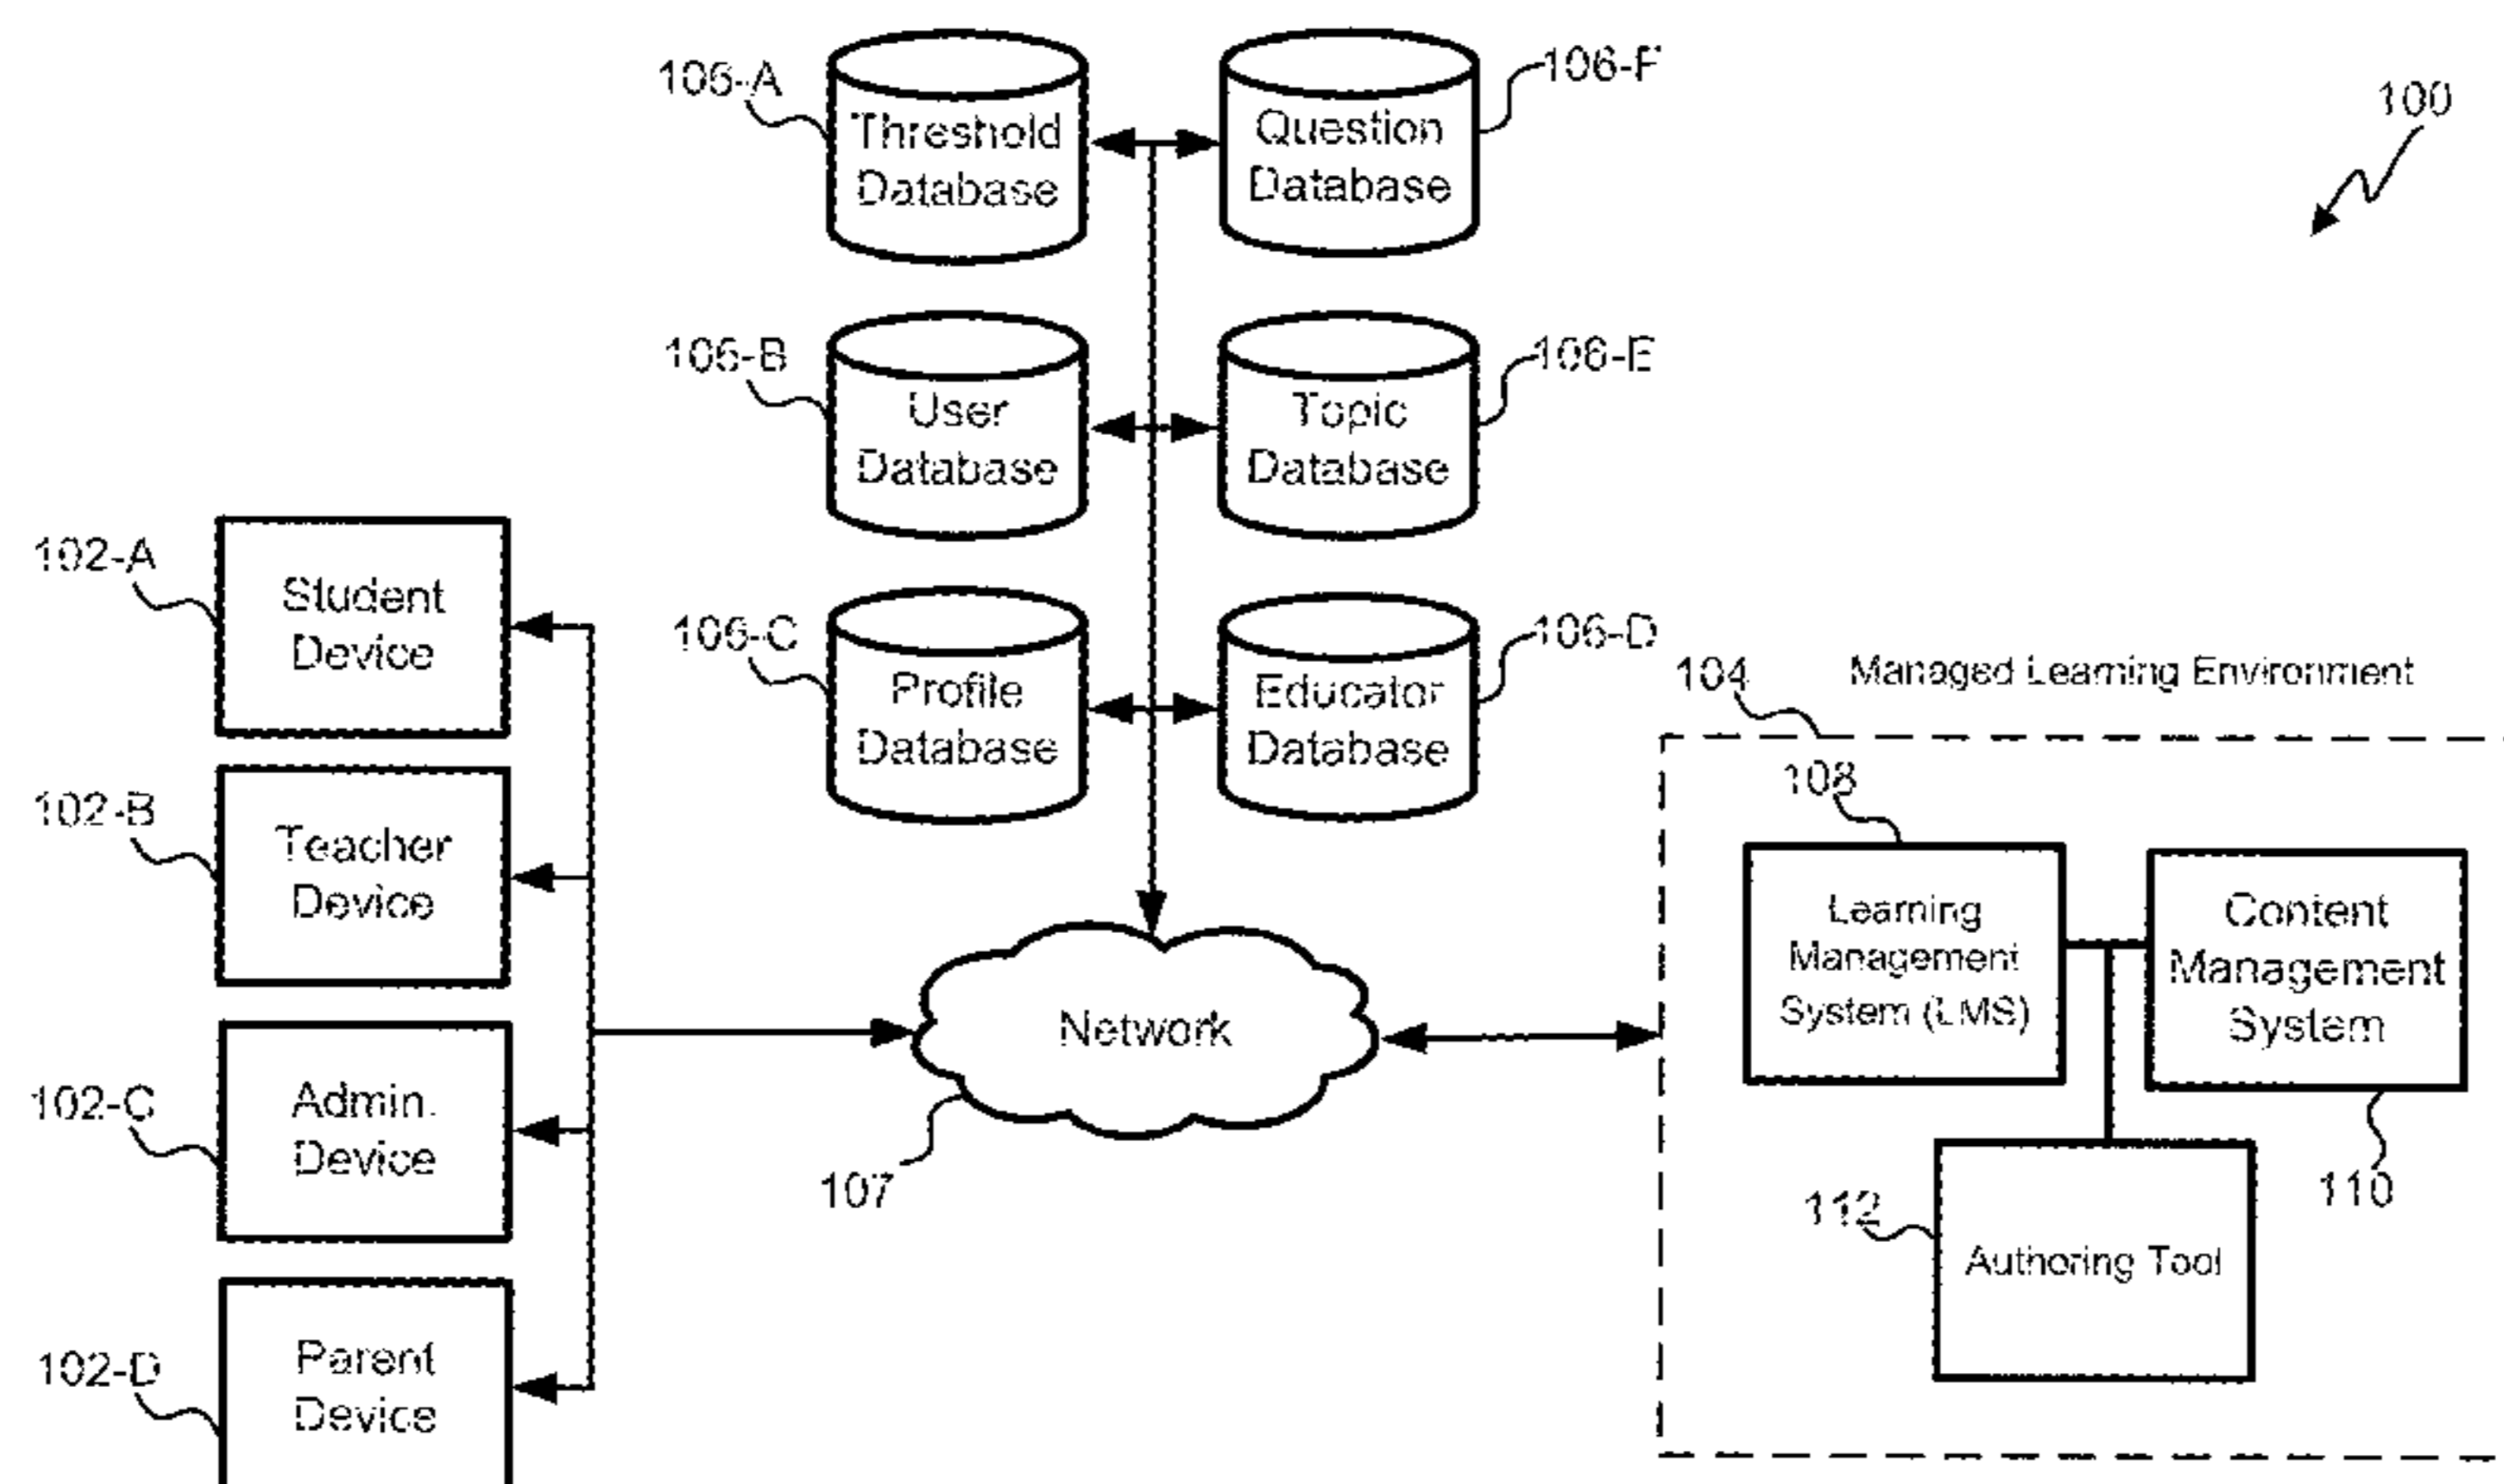 106-A
Threshold
Database
106-F
Question
Database
100
106-B
User
Database
106-E
Topic
Database
102-A
Student
Device
106-C
Profile
Database
106-D
Educator
Database
104
Managed Learning Environment
102-B
Teacher
Device
108
Learning
Management
System (LMS)
Content
Management
System
110
Network
107
102-C
Admin.
Device
112
Authoring Tool
102-D
Parent
Device